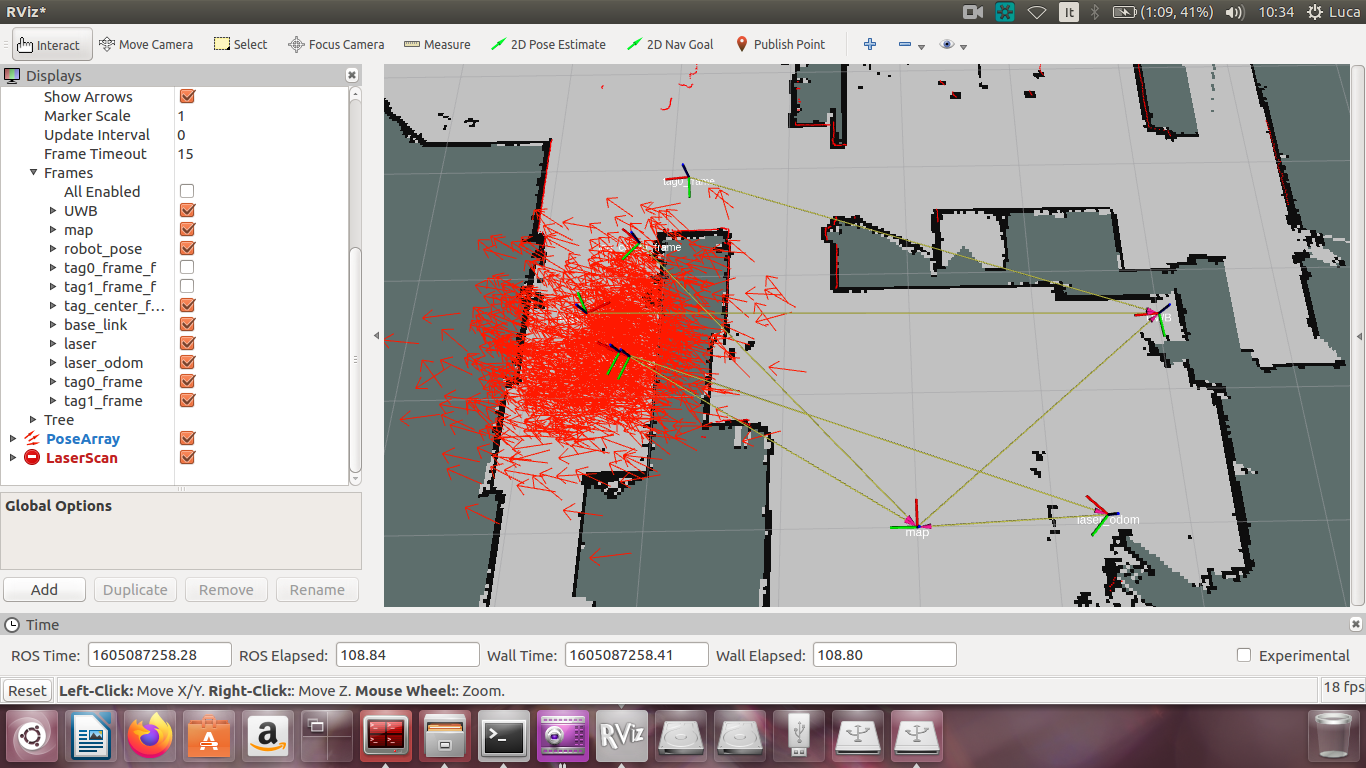 RViz*
It
(1:09, 41%)
10:34
Luca
Interact
Move Camera
Select
Focus Camera
Measure
2D Pose Estimate
2D Nav Goal
Publish Point
Displays
Show Arrows
Marker Scale 1
Update Interval 0
Frame Timeout 15
Frames
All Enabled
UWB
map
robot_pose
tag0_frame_f
tag1_frame_f
tag_center_f...
base_link
laser
laser_odom
tag0_frame
tag1_frame
Tree
PoseArray
LaserScan
Global Options
Add Duplicate Remove Rename
tag0_frame
laser_odom
map
Time
ROS Time: 1605087258.28 ROS Elapsed: 108.84 Wall Time: 1605087258.41 Wall Elapsed: 108.80 Experimental
Reset Left-Click: Move X/Y. Right-Click:: Move Z. Mouse Wheel:: Zoom. 18 fps
RViz